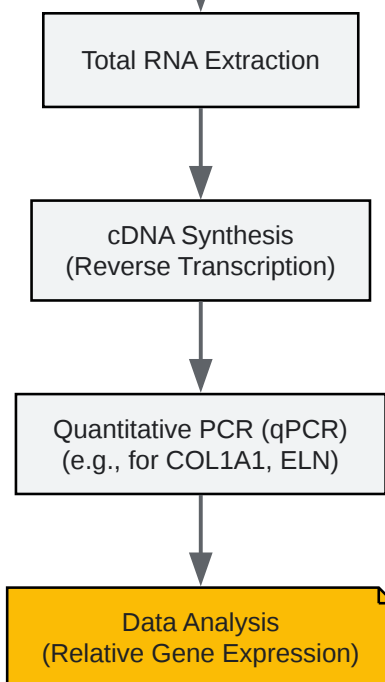 Total RNA Extraction
cDNA Synthesis
(Reverse Transcription)
Quantitative PCR (qPCR)
(e.g., for COL1A1, ELN)
Data Analysis
(Relative Gene Expression)